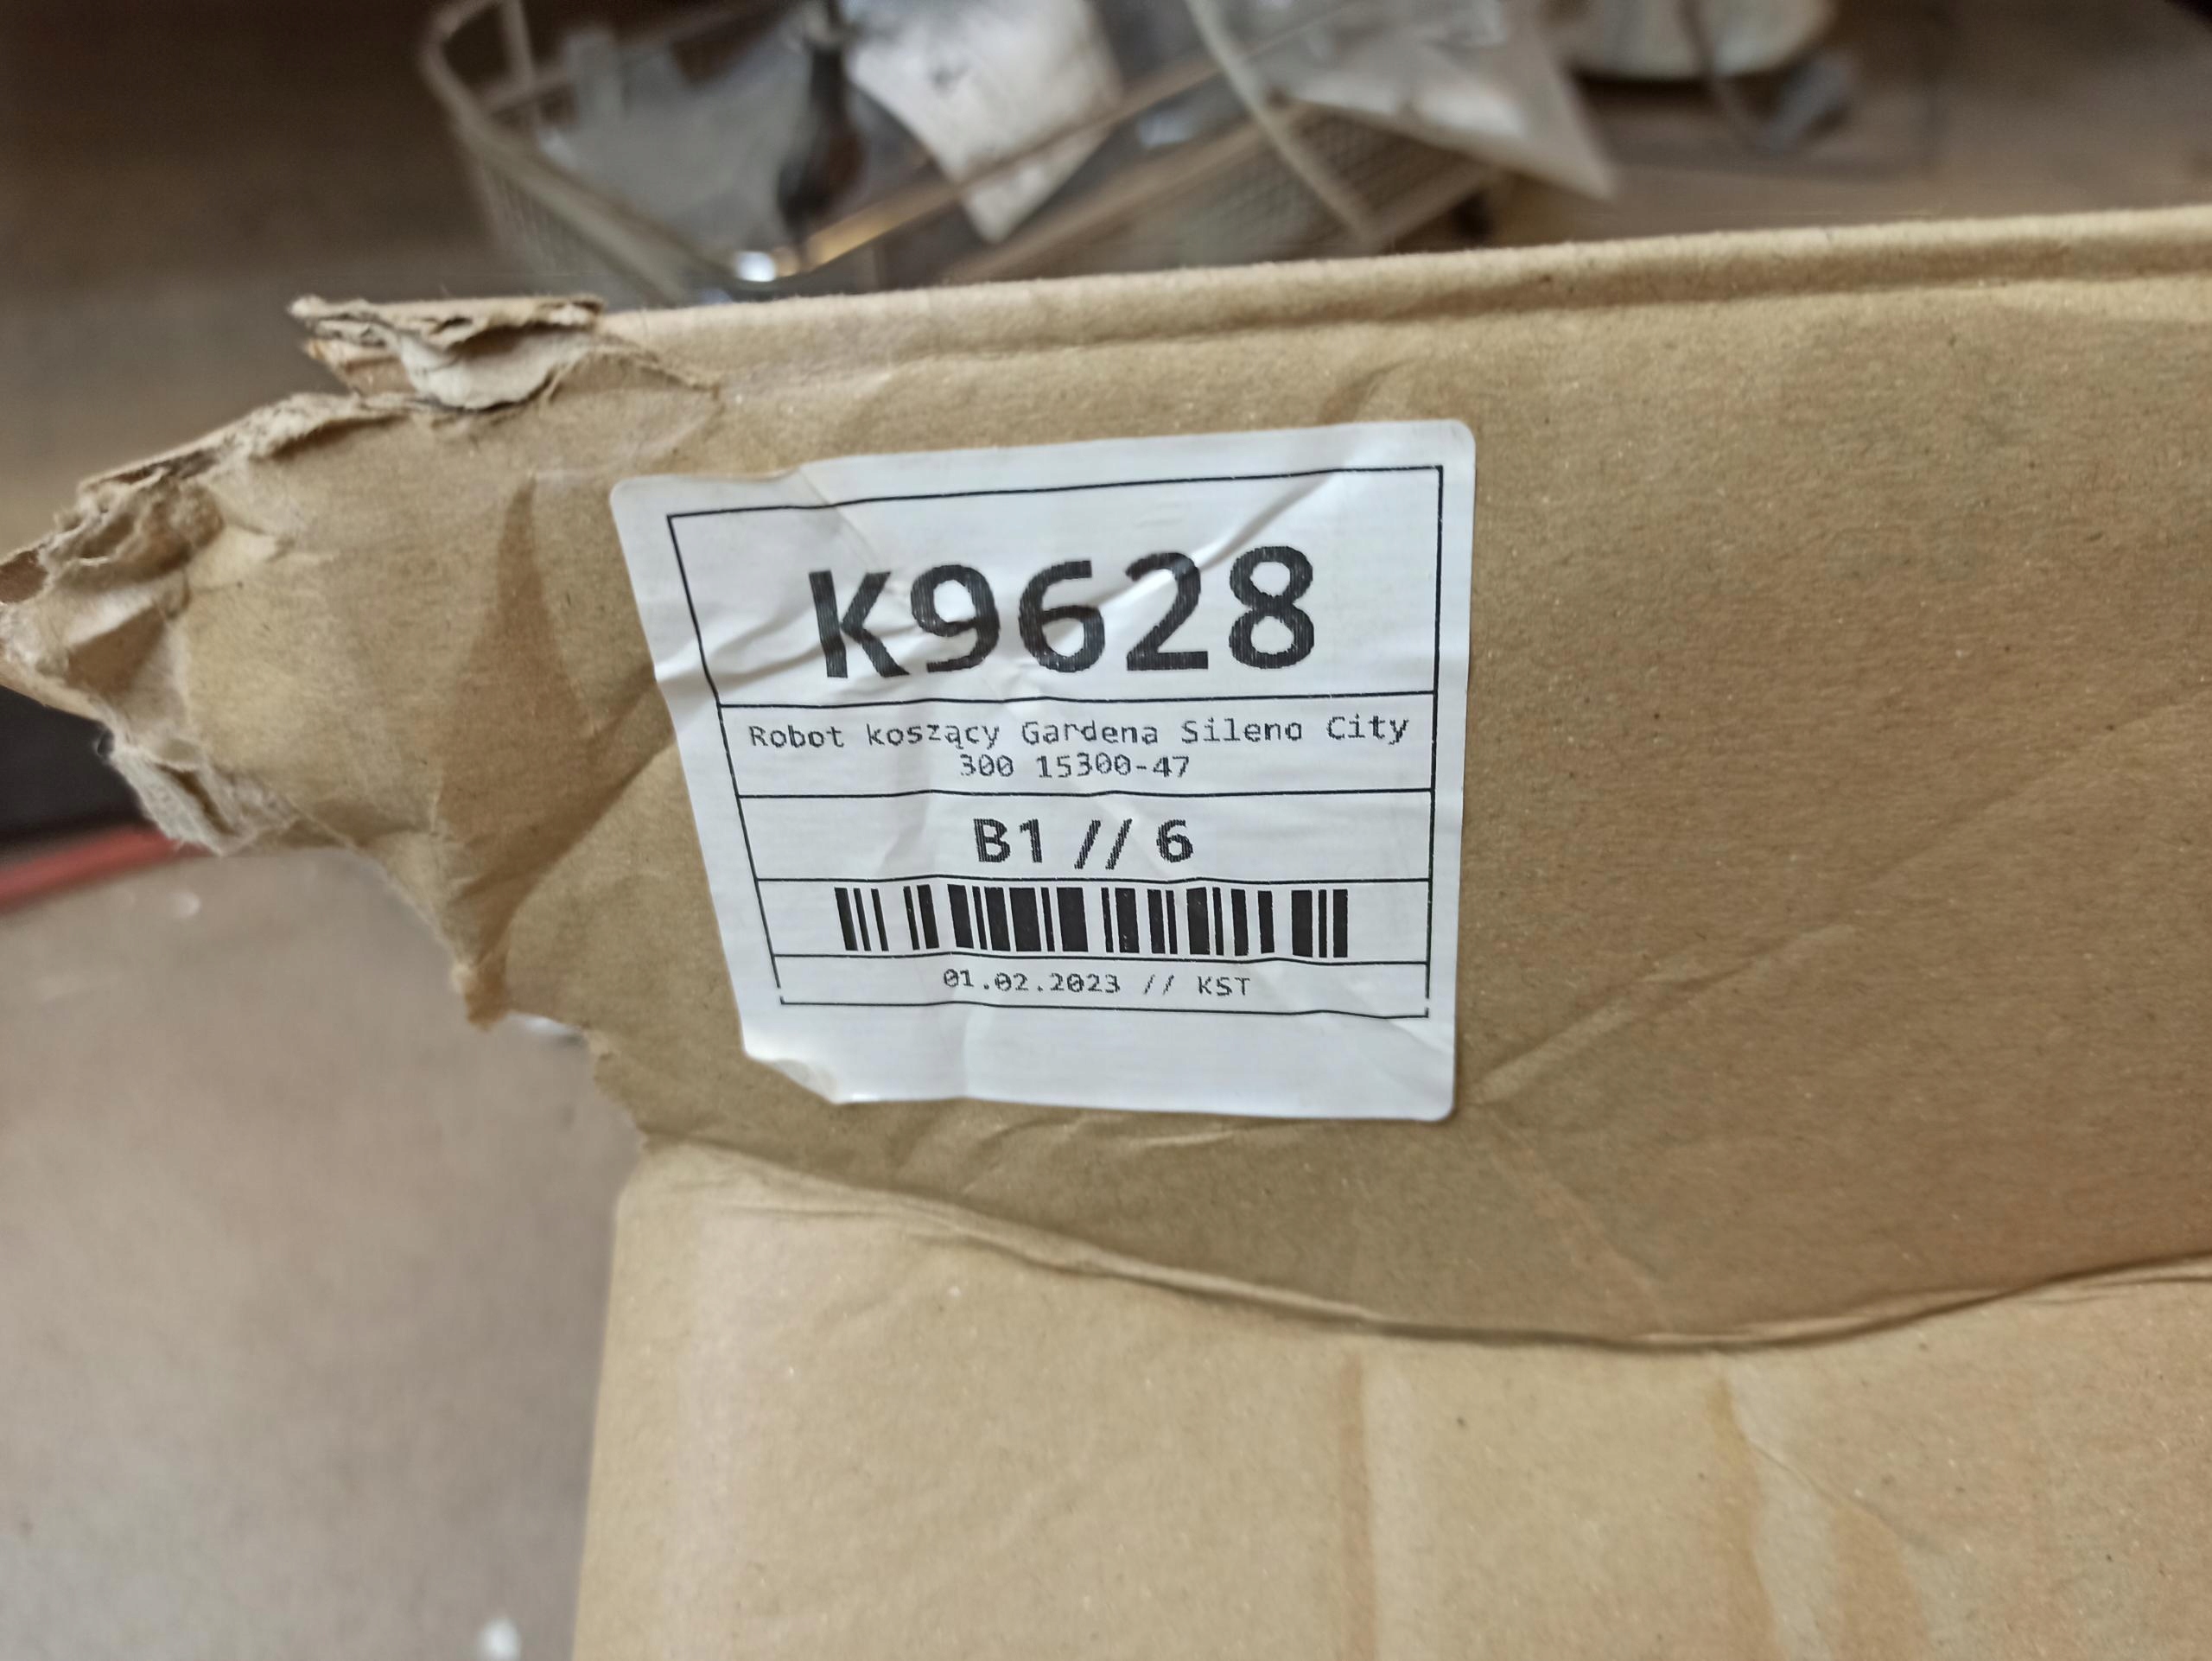 K9628
Robot koszący Gardena Sileno City
300 15300-47
B1 // 6
01.02.2023 // KST